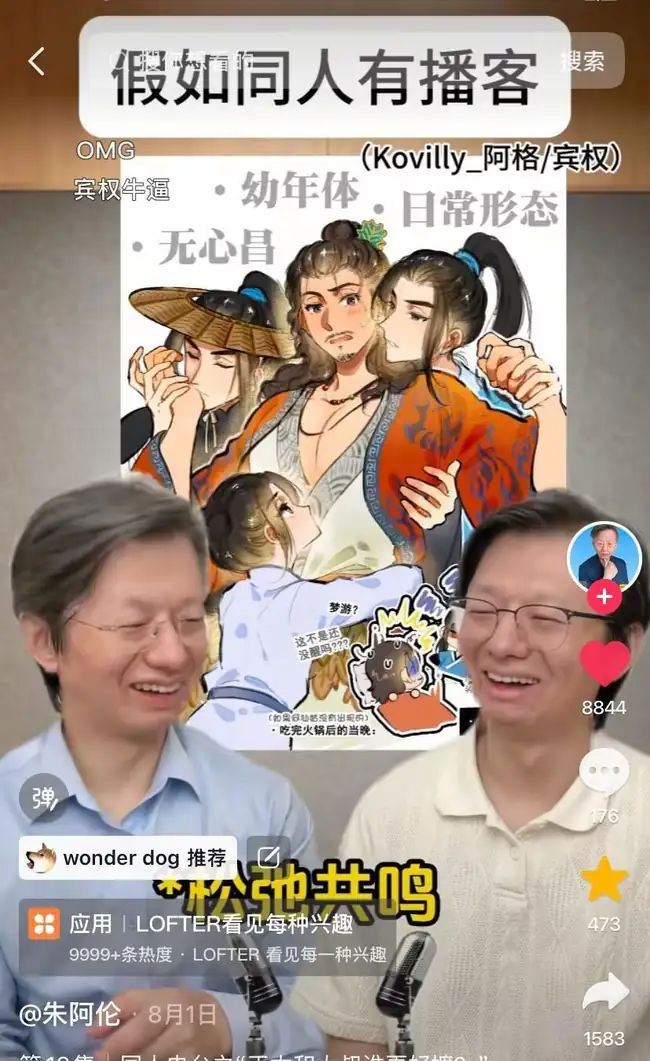 搜你想看的
搜索
假如同人有播客
OMG
（Kovilly_阿格/宾权）
宾权牛逼
·幼年体
·日常形态
·无心昌
梦游？
这不是还
没醒吗???
·吃完火锅后的当晚：
8844
弹
176
wonder dog 推荐
*松弛共鸣
473
应用｜LOFTER看见每种兴趣
9999+条热度 · LOFTER 看见每一种兴趣
@朱阿伦 · 8月1日
1583